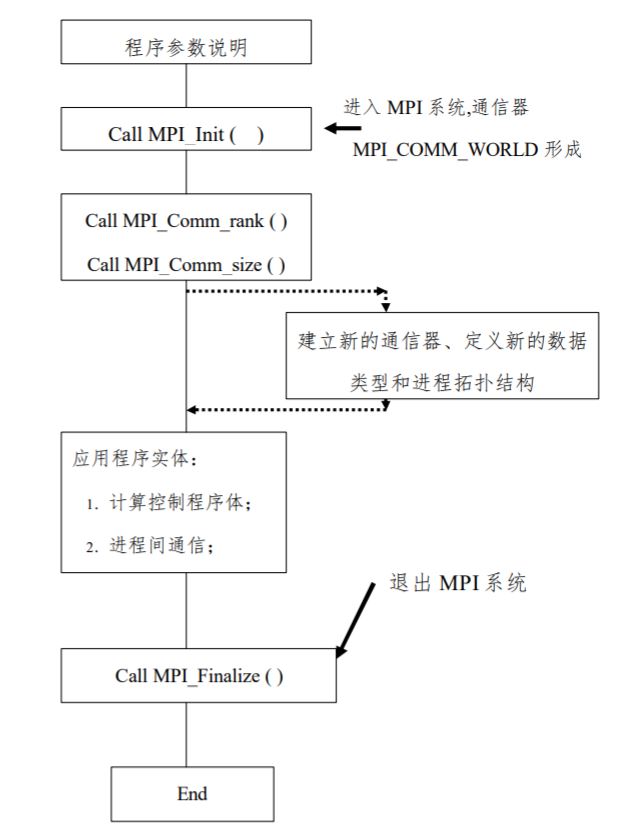 程序参数说明
进入 MPI 系统,通信器
Call MPI_Init (    )
MPI_COMM_WORLD 形成
Call MPI_Comm_rank ( )
Call MPI_Comm_size ( )
建立新的通信器、定义新的数据
类型和进程拓扑结构
应用程序实体：
1. 计算控制程序体；
2. 进程间通信；
退出 MPI 系统
Call MPI_Finalize ( )
End